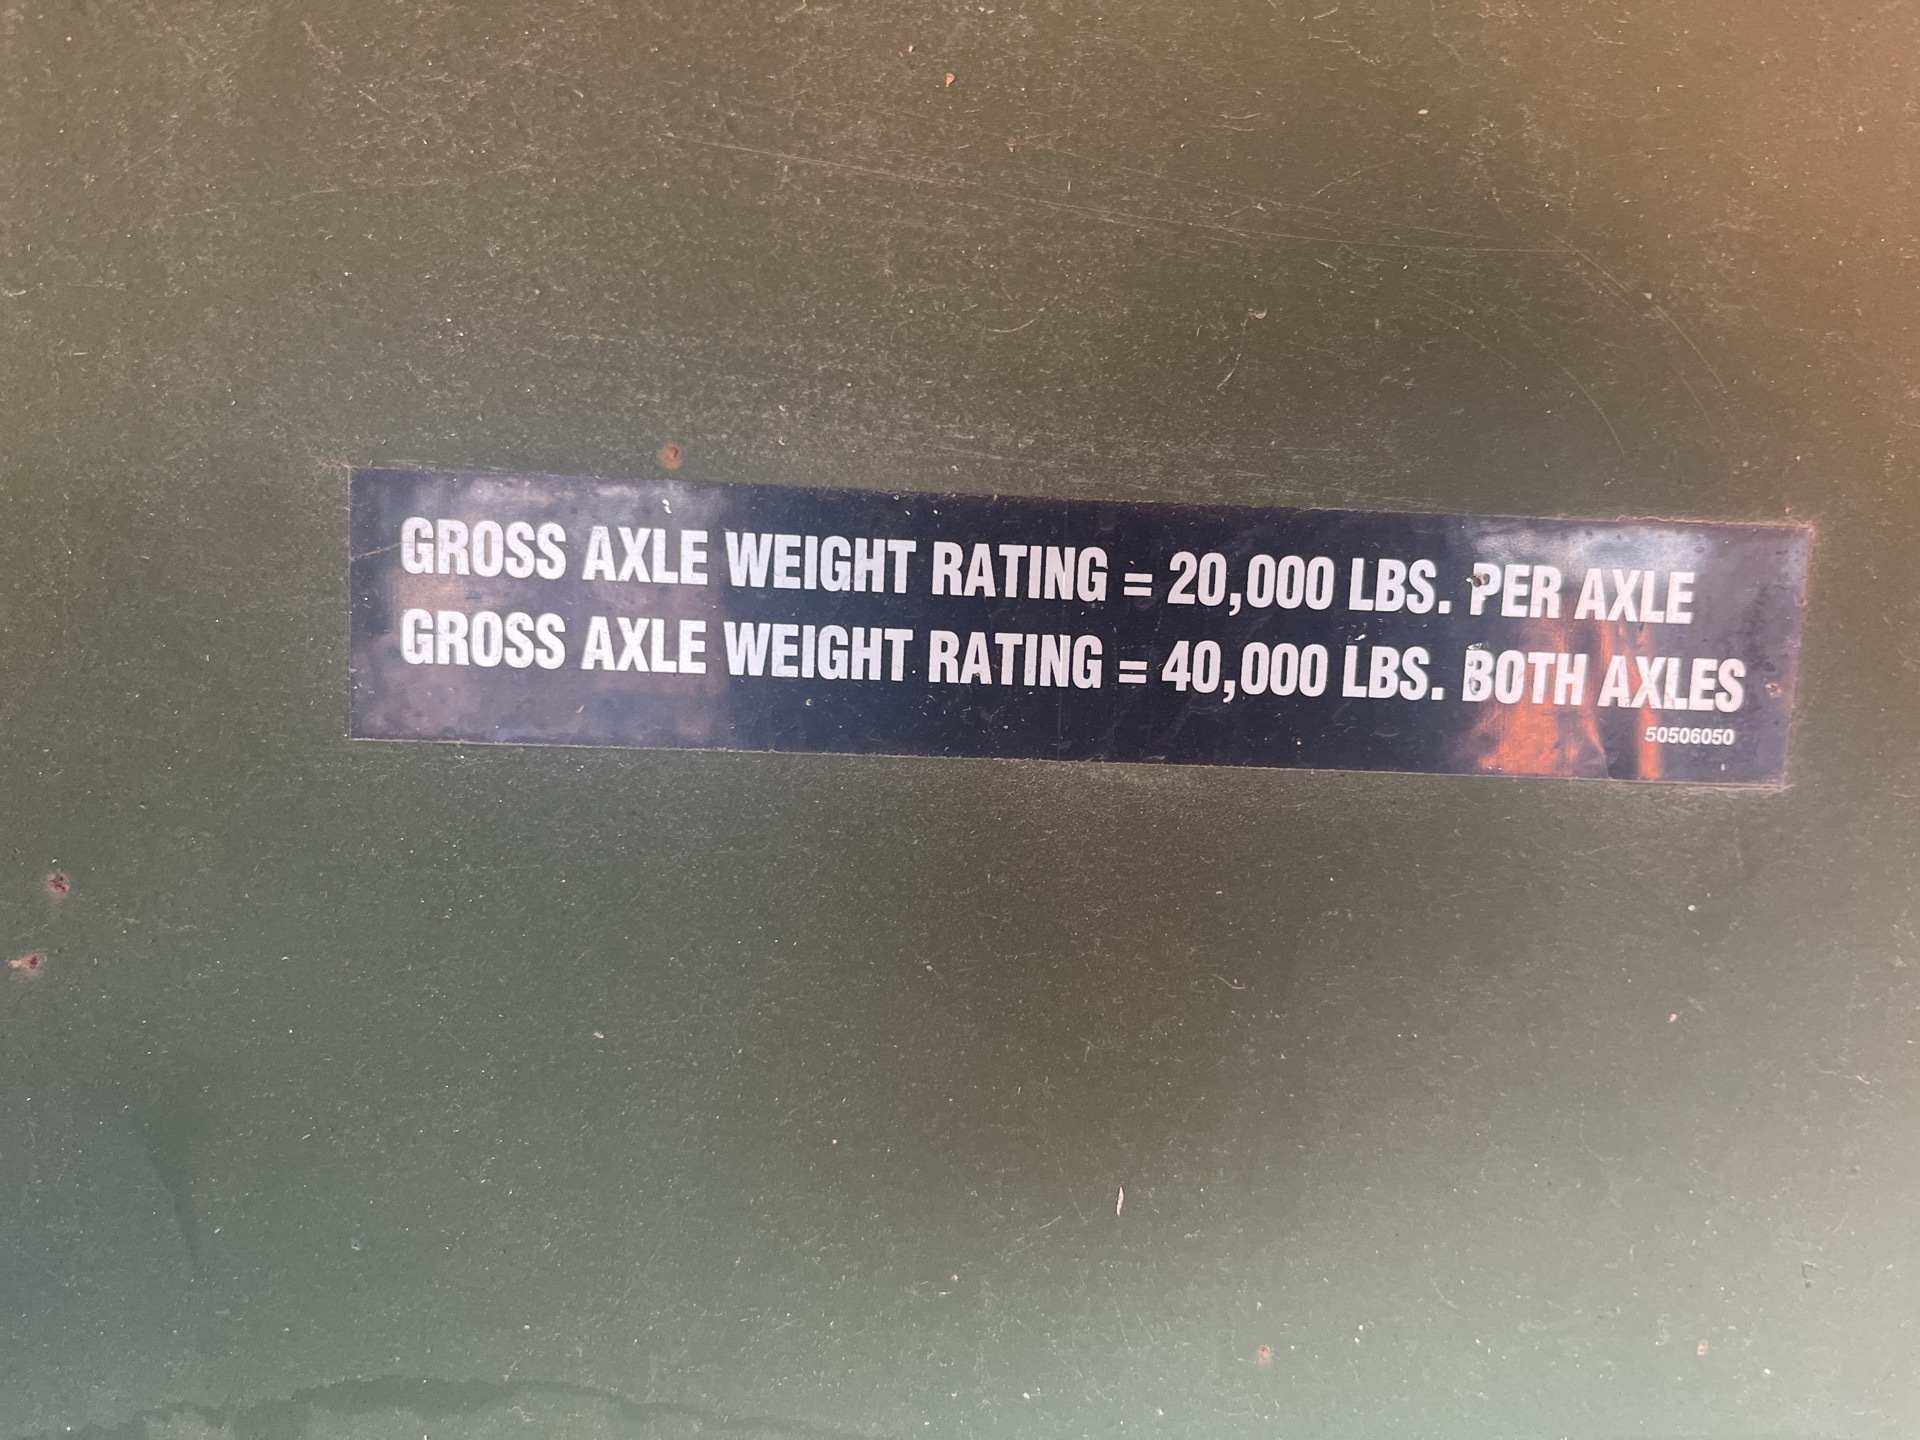 GROSS AXLE WEIGHT RATING = 20,000 LBS. PER AXLE
GROSS AXLE WEIGHT RATING = 40,000 LBS. BOTH AXLES
50506050